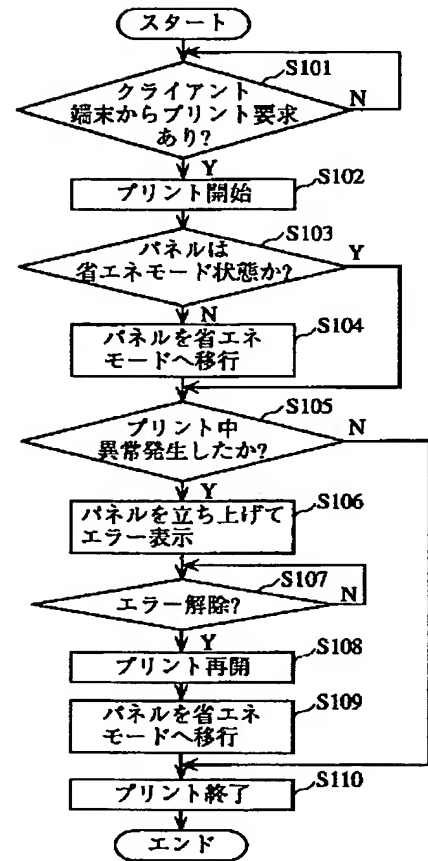 スタート
S101
クライアント
端末からプリント要求
あり?
N
Y
S102
プリント開始
S103
パネルは
省エネモード状態か?
Y
N
S104
パネルを省エネ
モードへ移行
S105
プリント中
異常発生したか?
N
Y
S106
パネルを立ち上げて
エラー表示
S107
エラー解除?
N
Y
S108
プリント再開
S109
パネルを省エネ
モードへ移行
S110
プリント終了
エンド